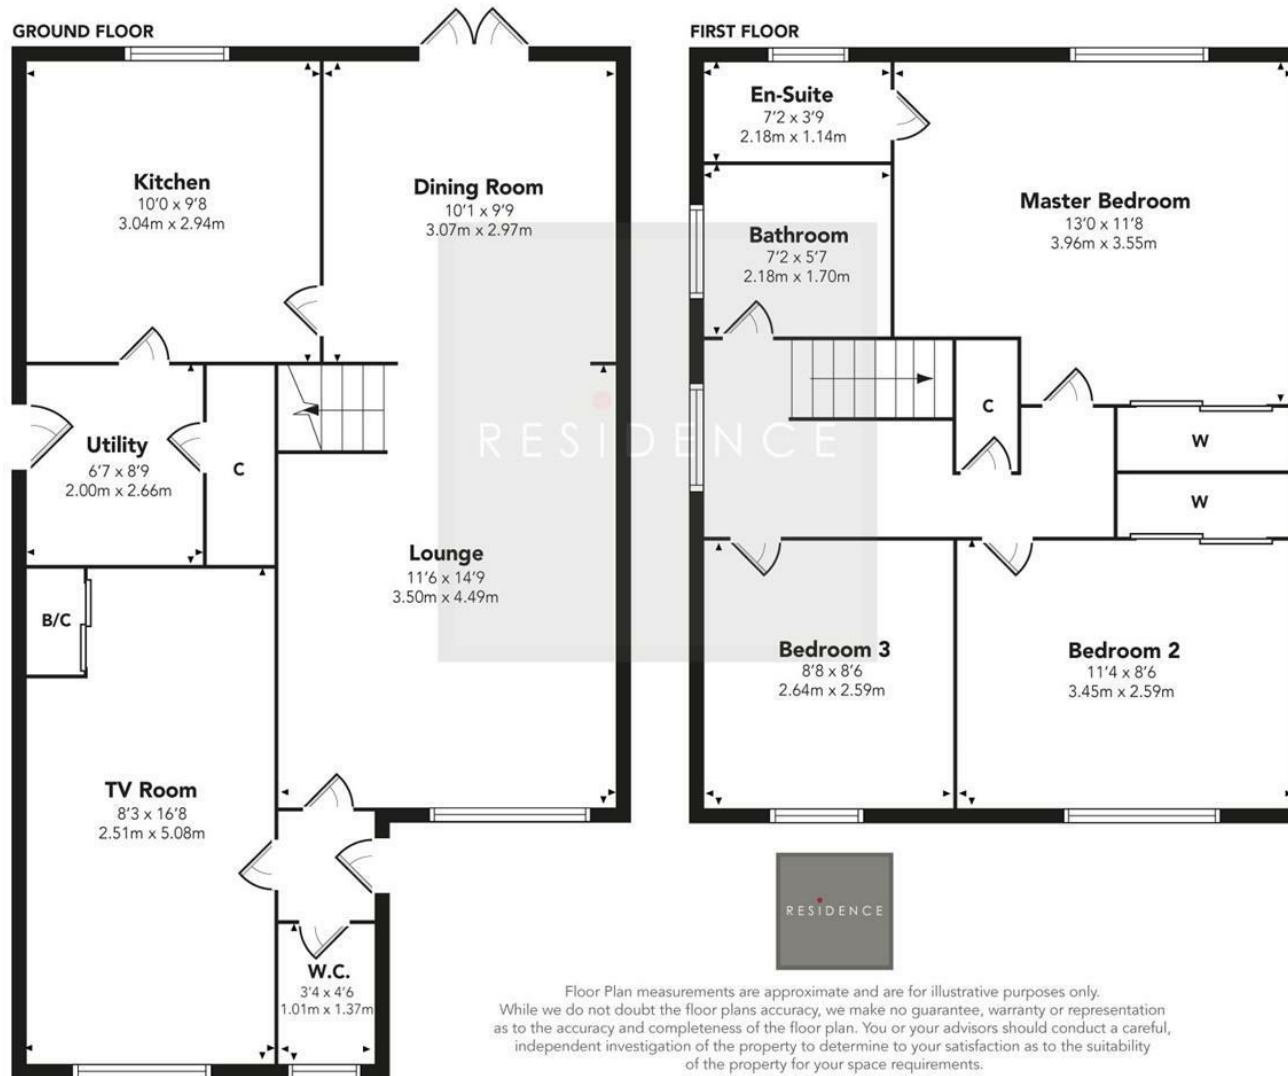 GROUND FLOOR
Kitchen
10'0 x 9'8
3.04m x 2.94m
Dining Room
10'1 x 9'9
3.07m x 2.97m
Utility
6'7 x 8'9
2.00m x 2.66m
C
Lounge
11'6 x 14'9
3.50m x 4.49m
B/C
TV Room
8'3 x 16'8
2.51m x 5.08m
W.C.
3'4 x 4'6
1.01m x 1.37m
FIRST FLOOR
En-Suite
7'2 x 3'9
2.18m x 1.14m
Master Bedroom
13'0 x 11'8
3.96m x 3.55m
Bathroom
7'2 x 5'7
2.18m x 1.70m
C
W
W
Bedroom 3
8'8 x 8'6
2.64m x 2.59m
Bedroom 2
11'4 x 8'6
3.45m x 2.59m
RESIDENCE
RESIDENCE
Floor Plan measurements are approximate and are for illustrative purposes only.
While we do not doubt the floor plans accuracy, we make no guarantee, warranty or representation
as to the accuracy and completeness of the floor plan. You or your advisors should conduct a careful,
independent investigation of the property to determine to your satisfaction as to the suitability
of the property for your space requirements.